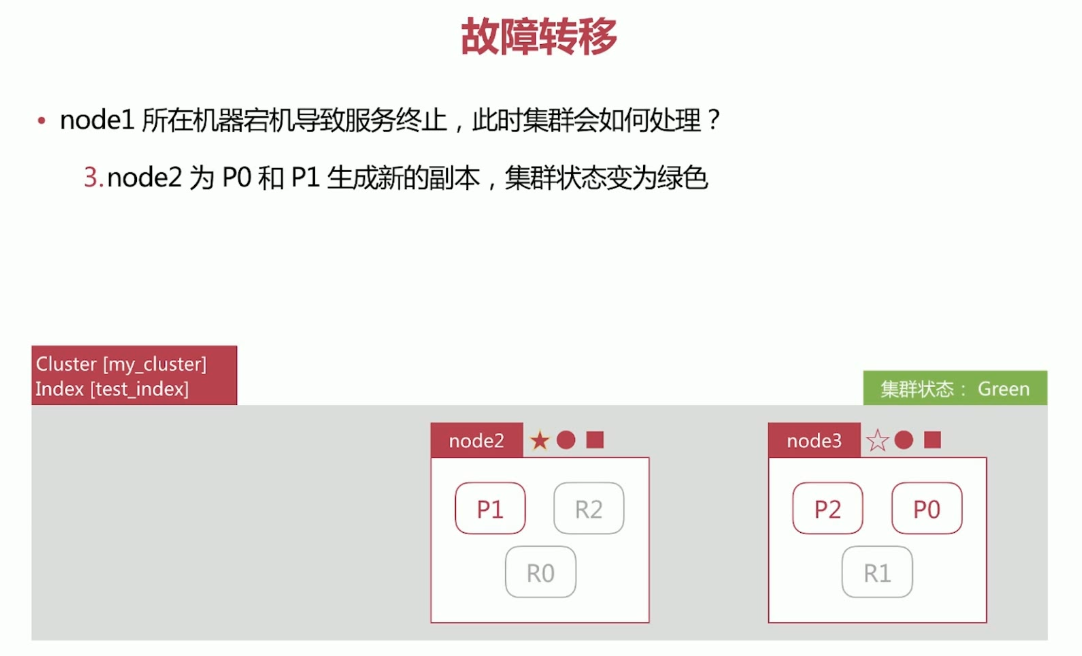 故障转移
• node1 所在机器宕机导致服务终止，此时集群会如何处理？
3.node2 为 P0 和 P1 生成新的副本，集群状态变为绿色
Cluster [my_cluster]
Index [test_index]
集群状态： Green
node2
node3
P1
R2
P2
P0
R0
R1